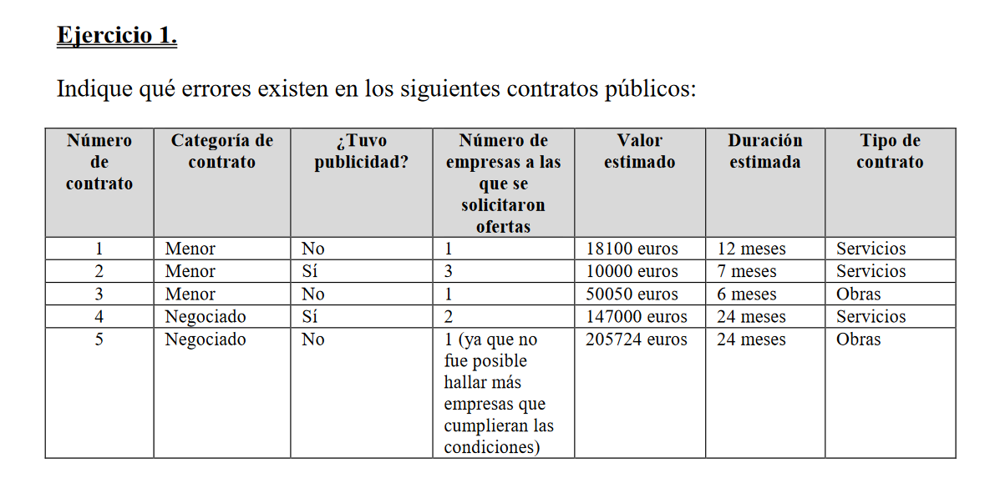 Ejercicio 1.
Indique qué errores existen en los siguientes contratos públicos:
Número de contrato | Categoría de contrato | ¿Tuvo publicidad? | Número de empresas a las que se solicitaron ofertas | Valor estimado | Duración estimada | Tipo de contrato
1 | Menor | No | 1 | 18100 euros | 12 meses | Servicios
2 | Menor | Sí | 3 | 10000 euros | 7 meses | Servicios
3 | Menor | No | 1 | 50050 euros | 6 meses | Obras
4 | Negociado | Sí | 2 | 147000 euros | 24 meses | Servicios
5 | Negociado | No | 1 (ya que no fue posible hallar más empresas que cumplieran las condiciones) | 205724 euros | 24 meses | Obras